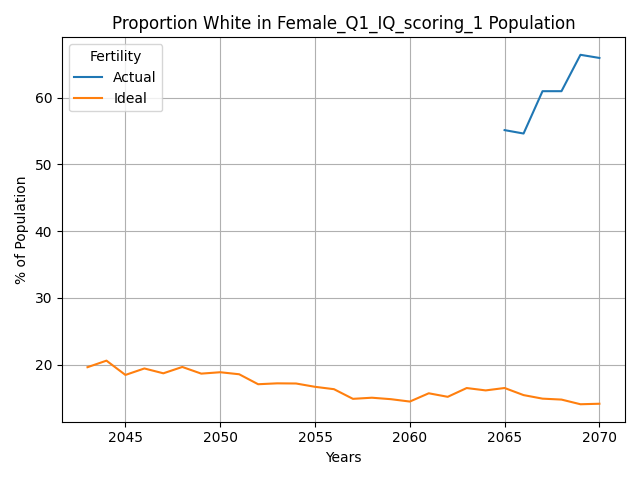 Proportion White in Female_Q1_IQ_scoring_1 Population
Fertility
Actual
Ideal
% of Population
60
50
40
30
20
2045 2050 2055 2060 2065 2070
Years